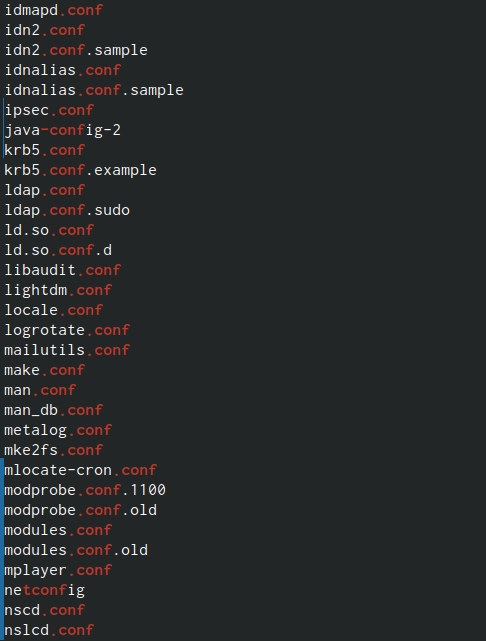 idmapd.conf
idn2.conf
idn2.conf.sample
idnalias.conf
idnalias.conf.sample
ipsec.conf
java-config-2
krb5.conf
krb5.conf.example
ldap.conf
ldap.conf.sudo
ld.so.conf
ld.so.conf.d
libaudit.conf
lightdm.conf
locale.conf
logrotate.conf
mailutils.conf
make.conf
man.conf
man_db.conf
metalog.conf
mke2fs.conf
mlocate-cron.conf
modprobe.conf.1100
modprobe.conf.old
modules.conf
modules.conf.old
mplayer.conf
netconfig
nscd.conf
nslcd.conf